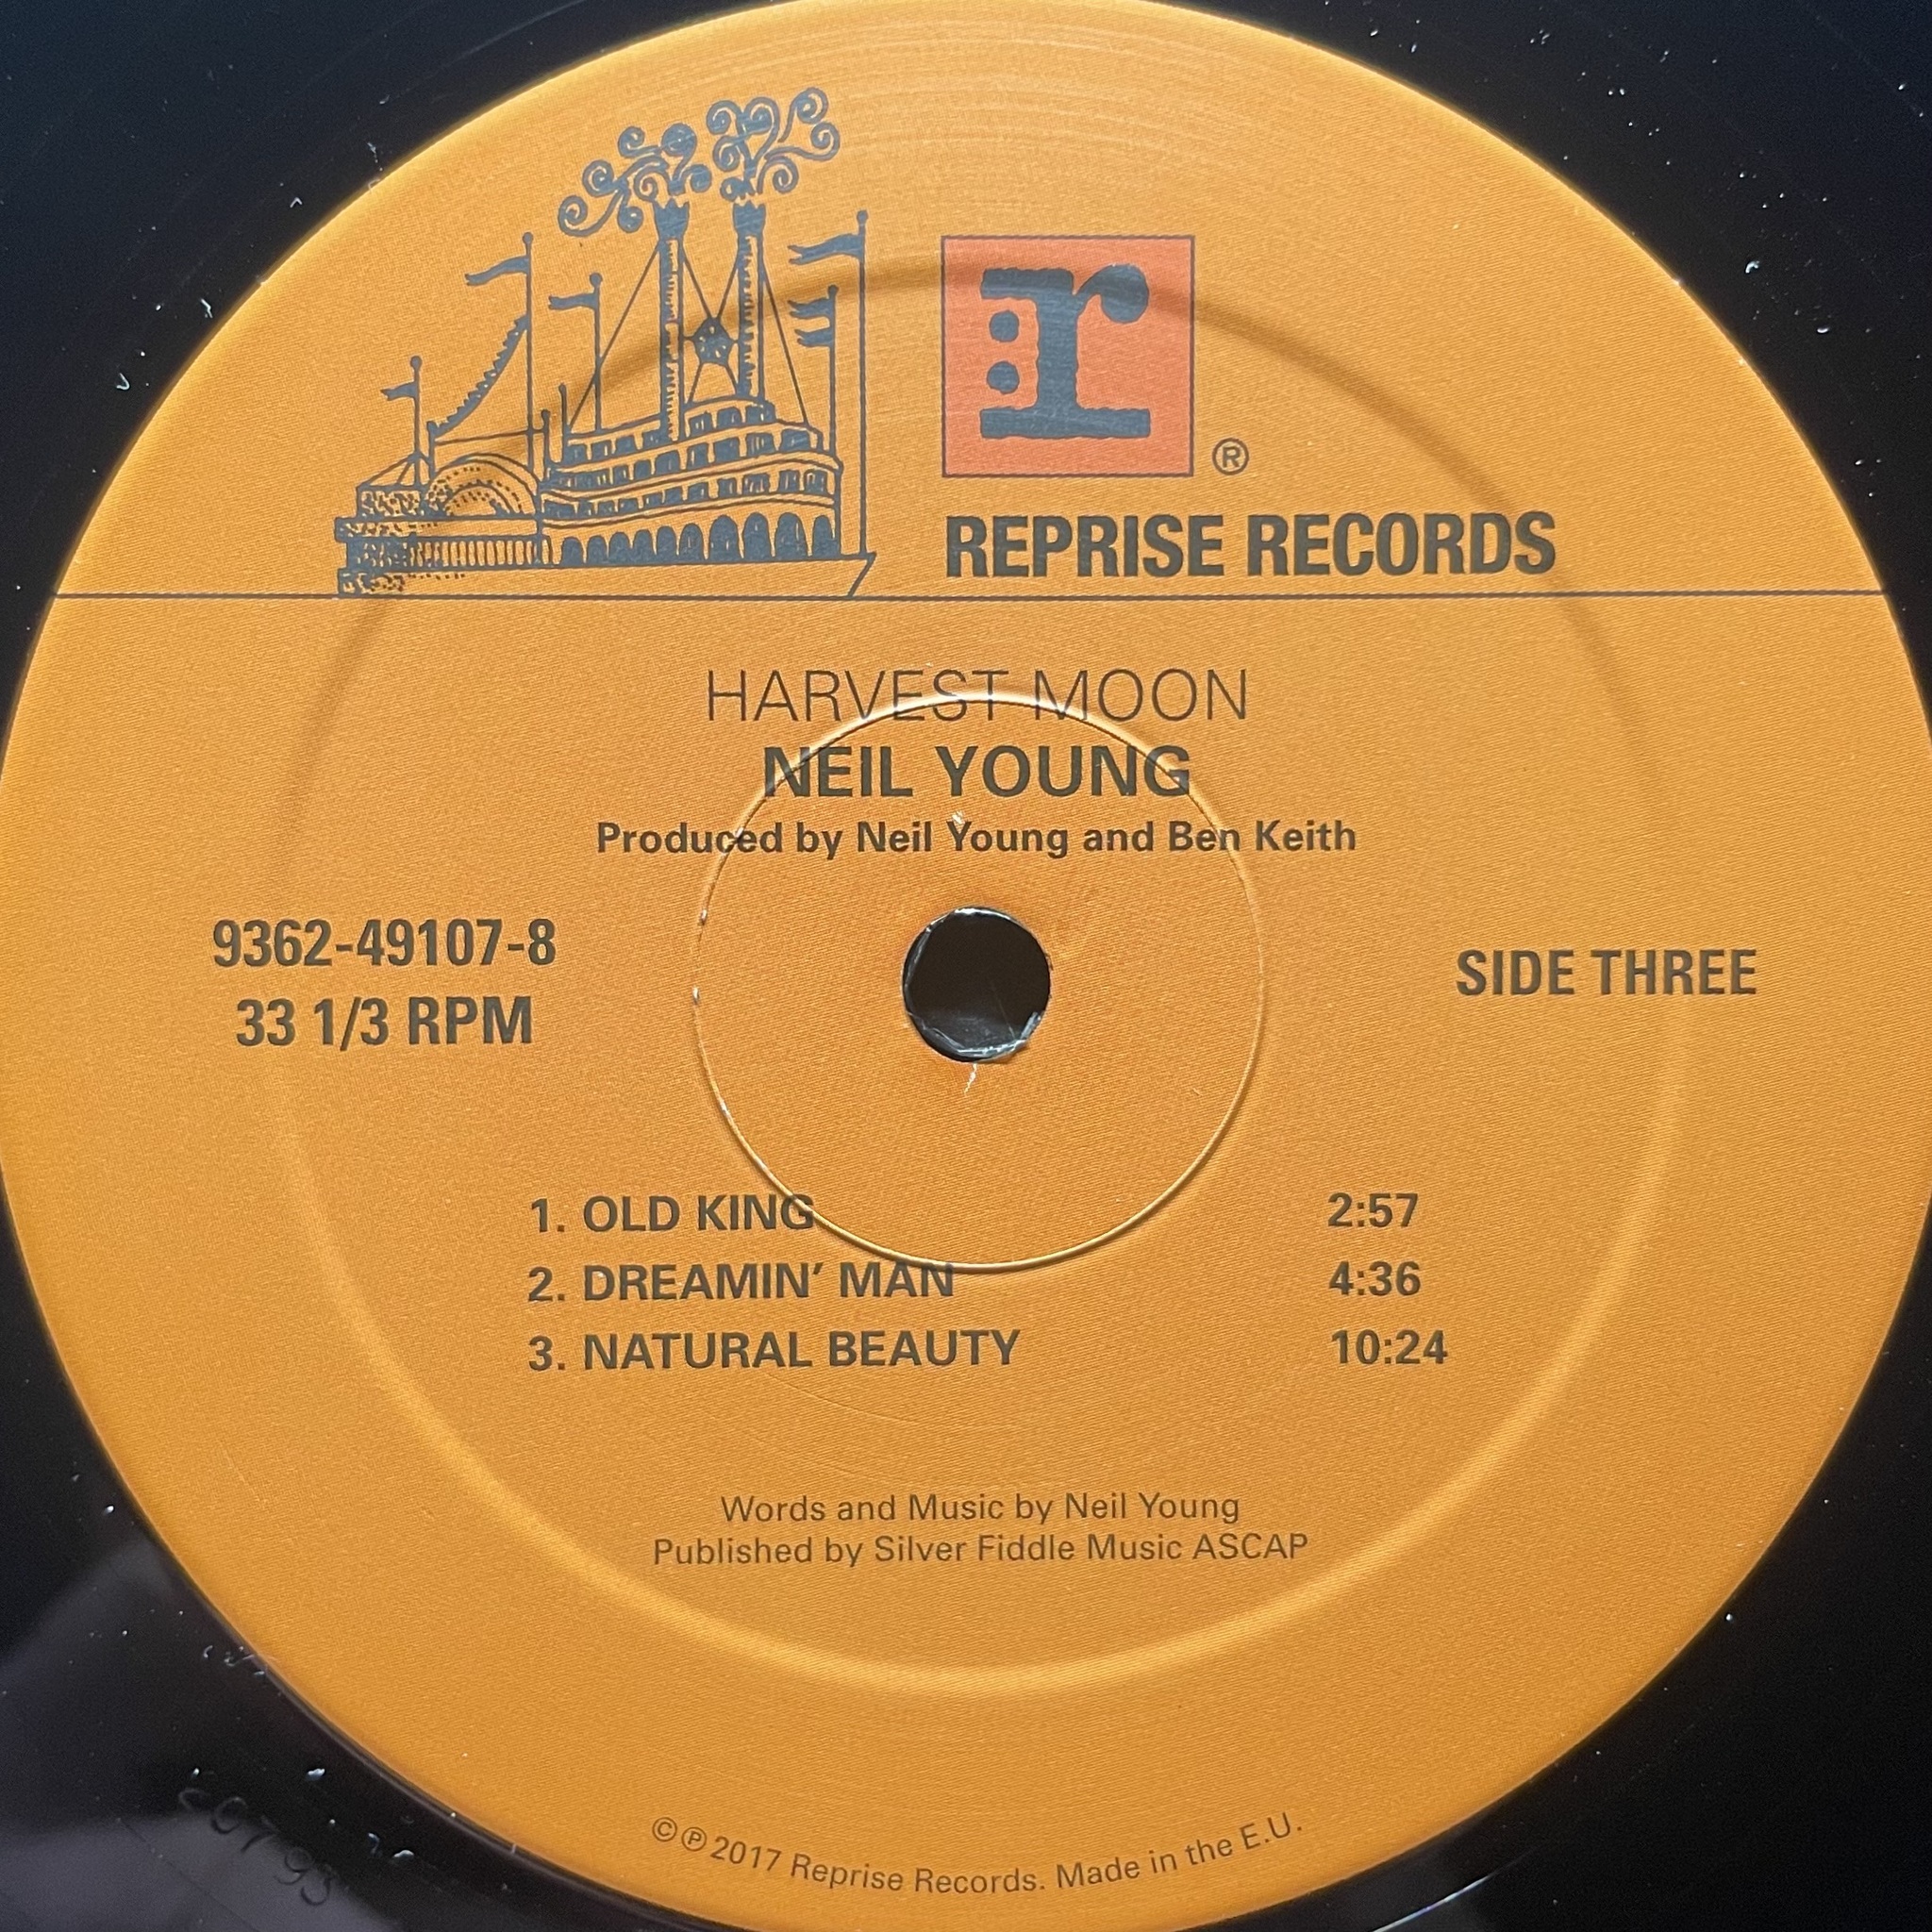 r
®
REPRISE RECORDS
HARVEST MOON
NEIL YOUNG
Produced by Neil Young and Ben Keith
9362-49107-8
33 1/3 RPM
SIDE THREE
1. OLD KING 2:57
2. DREAMIN’ MAN 4:36
3. NATURAL BEAUTY 10:24
Words and Music by Neil Young
Published by Silver Fiddle Music ASCAP
©℗ 2017 Reprise Records. Made in the E.U.